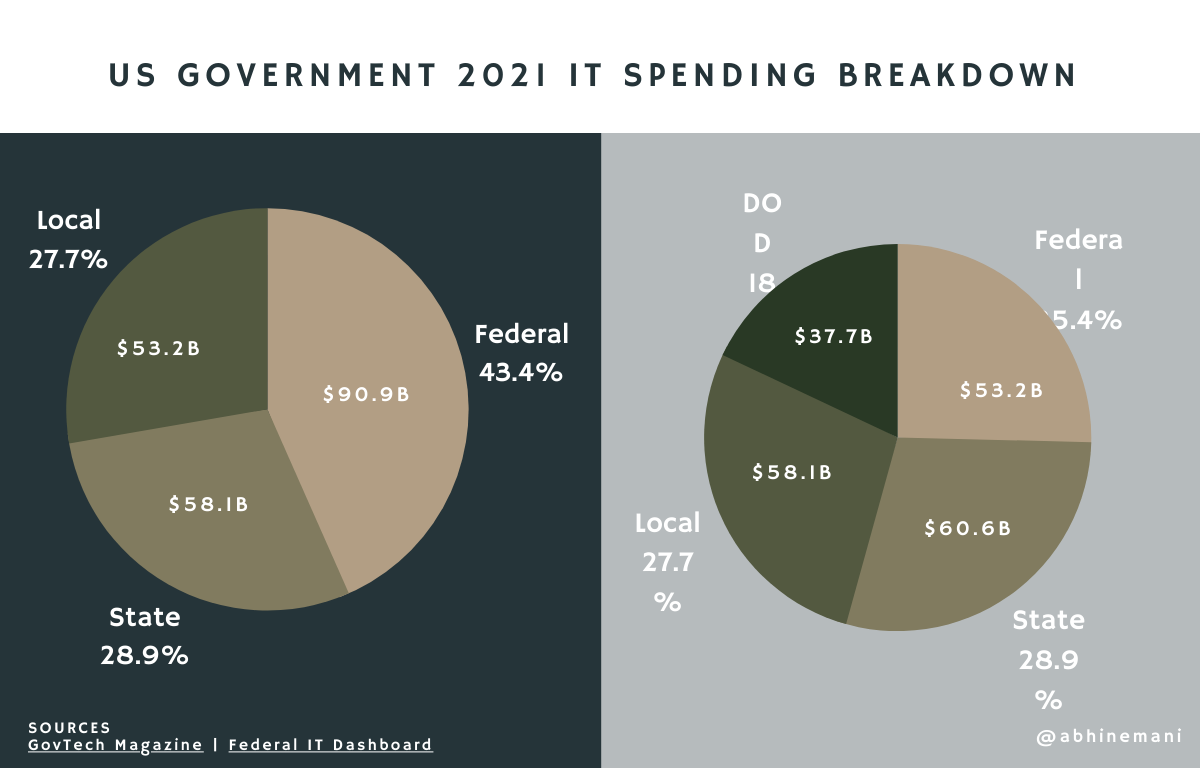 US GOVERNMENT 2021 IT SPENDING BREAKDOWN
Local
27.7%
$53.2B
Federal
43.4%
$90.9B
$58.1B
State
28.9%
SOURCES
GovTech Magazine | Federal IT Dashboard
DO
D
18
Federa
l
5.4%
$37.7B
$53.2B
$58.1B
$60.6B
Local
27.7
%
State
28.9
%
@abhinemani